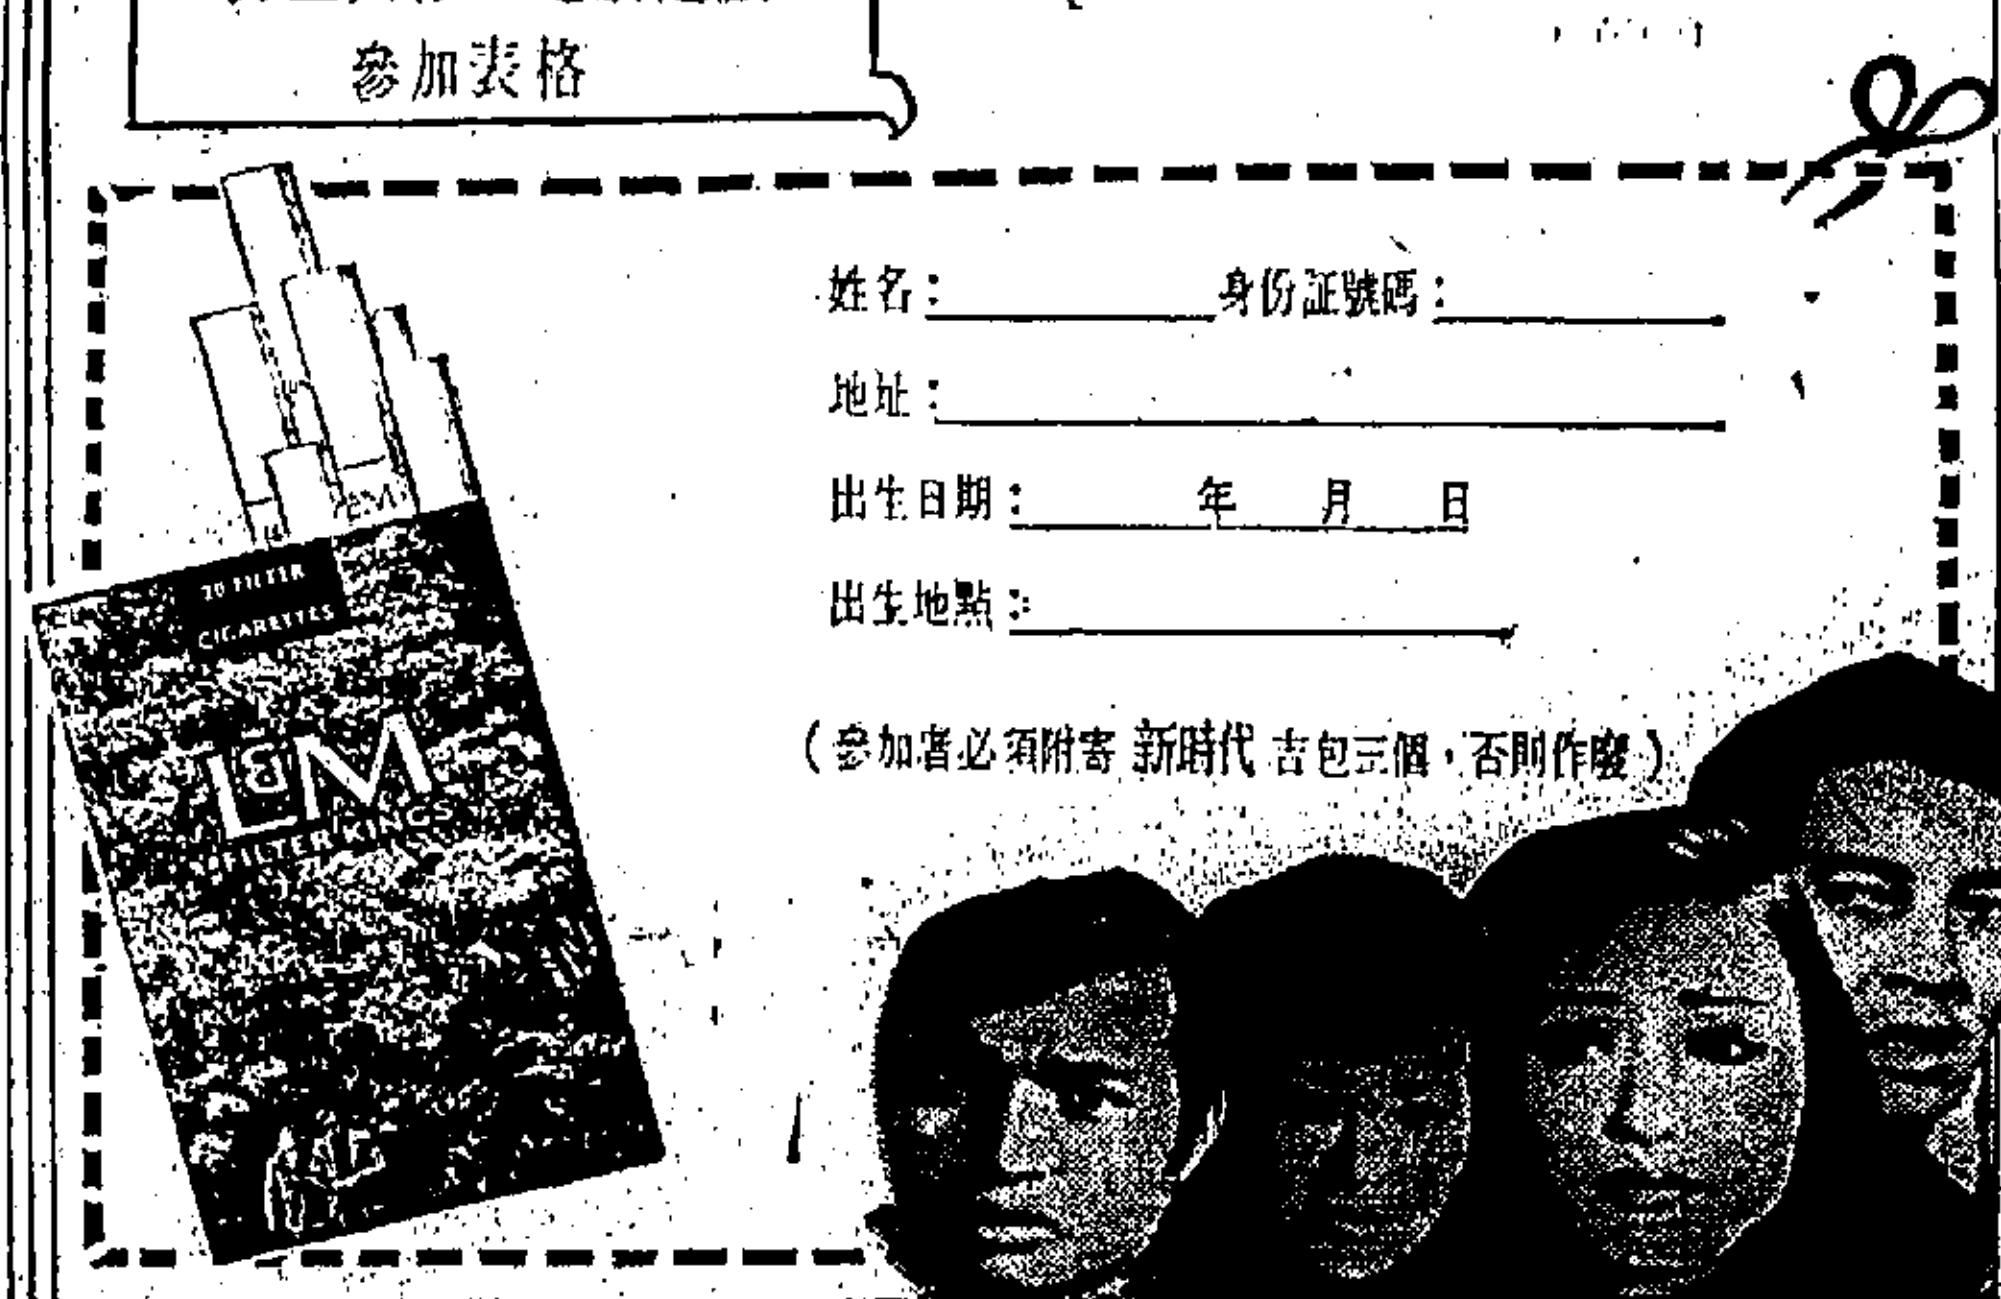 參加表格
姓名：身份証號碼：
地址：
出生日期：年月日
出生地點：
（參加者必須附寄 新時代 吉包三個，否則作廢）
20 FILTER
CIGARETTES
L&M
FILTER KINGS